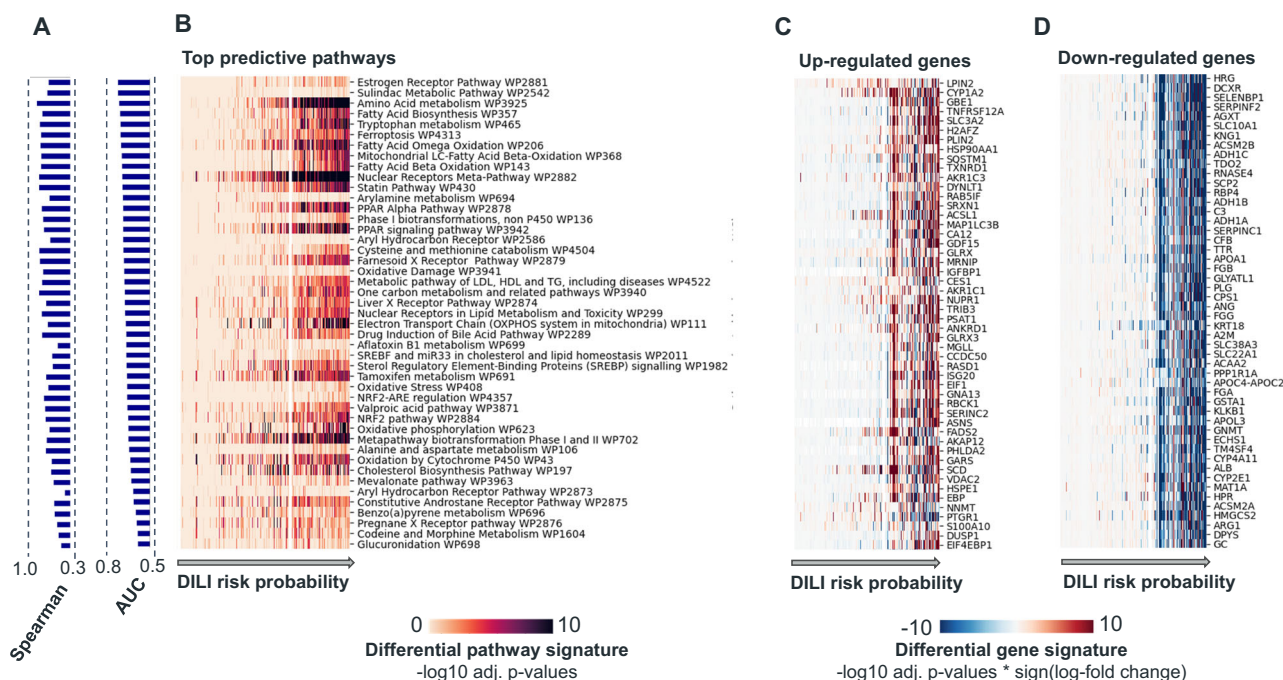 A
B
C
D
Top predictive pathways
Up-regulated genes
Down-regulated genes
Estrogen Receptor Pathway WP2881
Sulindac Metabolic Pathway WP2542
Amino Acid metabolism WP3925
Fatty Acid Biosynthesis WP357
Tryptophan metabolism WP465
Ferroptosis WP4313
Fatty Acid Omega Oxidation WP206
Mitochondrial LC-Fatty Acid Beta-Oxidation WP368
Fatty Acid Beta Oxidation WP143
Nuclear Receptors Meta-Pathway WP2882
Statin Pathway WP430
Arylamine metabolism WP694
PPAR Alpha Pathway WP2878
Phase I biotransformations, non P450 WP136
PPAR signaling pathway WP3942
Aryl Hydrocarbon Receptor WP2586
Cysteine and methionine catabolism WP4504
Farnesoid X Receptor  Pathway WP2879
Oxidative Damage WP3941
Metabolic pathway of LDL, HDL and TG, including diseases WP4522
One carbon metabolism and related pathways WP3940
Liver X Receptor Pathway WP2874
Nuclear Receptors in Lipid Metabolism and Toxicity WP299
Electron Transport Chain (OXPHOS system in mitochondria) WP111
Drug Induction of Bile Acid Pathway WP2289
Aflatoxin B1 metabolism WP699
SREBF and miR33 in cholesterol and lipid homeostasis WP2011
Sterol Regulatory Element-Binding Proteins (SREBP) signalling WP1982
Tamoxifen metabolism WP691
Oxidative Stress WP408
NRF2-ARE regulation WP4357
Valproic acid pathway WP3871
NRF2 pathway WP2884
Oxidative phosphorylation WP623
Metapathway biotransformation Phase I and II WP702
Alanine and aspartate metabolism WP106
Oxidation by Cytochrome P450 WP43
Cholesterol Biosynthesis Pathway WP197
Mevalonate pathway WP3963
Aryl Hydrocarbon Receptor Pathway WP2873
Constitutive Androstane Receptor Pathway WP2875
Benzo(a)pyrene metabolism WP696
Pregnane X Receptor pathway WP2876
Codeine and Morphine Metabolism WP1604
Glucuronidation WP698
LPIN2
CYP1A2
GBE1
TNFRSF12A
SLC3A2
H2AFZ
PLIN2
HSP90AA1
SQSTM1
TXNRD1
AKR1C3
DYNLT1
RAB5IF
SRXN1
ACSL1
MAP1LC3B
CA12
GDF15
GLRX
MRNIP
IGFBP1
CES1
AKR1C1
NUPR1
TRIB3
PSAT1
ANKRD1
GLRX3
MGLL
CCDC50
RASD1
ISG20
EIF1
GNA13
RBCK1
SERINC2
ASNS
FADS2
AKAP12
PHLDA2
GARS
SCD
VDAC2
HSPE1
EBP
NNMT
PTGR1
S100A10
DUSP1
EIF4EBP1
HRG
DCXR
SELENBP1
SERPINF2
AGXT
SLC10A1
KNG1
ACSM2B
ADH1C
TDO2
RNASE4
SCP2
RBP4
ADH1B
C3
ADH1A
SERPINC1
CFB
TTR
APOA1
FGB
GLYATL1
PLG
CPS1
ANG
FGG
KRT18
A2M
SLC38A3
SLC22A1
ACAA2
PPP1R1A
APOC4-APOC2
FGA
GSTA1
KLKB1
APOL3
GNMT
ECHS1
TM4SF4
CYP4A11
ALB
CYP2E1
MAT1A
HPR
ACSM2A
HMGCS2
ARG1
DPYS
GC
1.0 0.3 0.8 0.5
Spearman
AUC
DILI risk probability
DILI risk probability
DILI risk probability
0 10
Differential pathway signature
-log10 adj. p-values
-10 10
Differential gene signature
-log10 adj. p-values * sign(log-fold change)